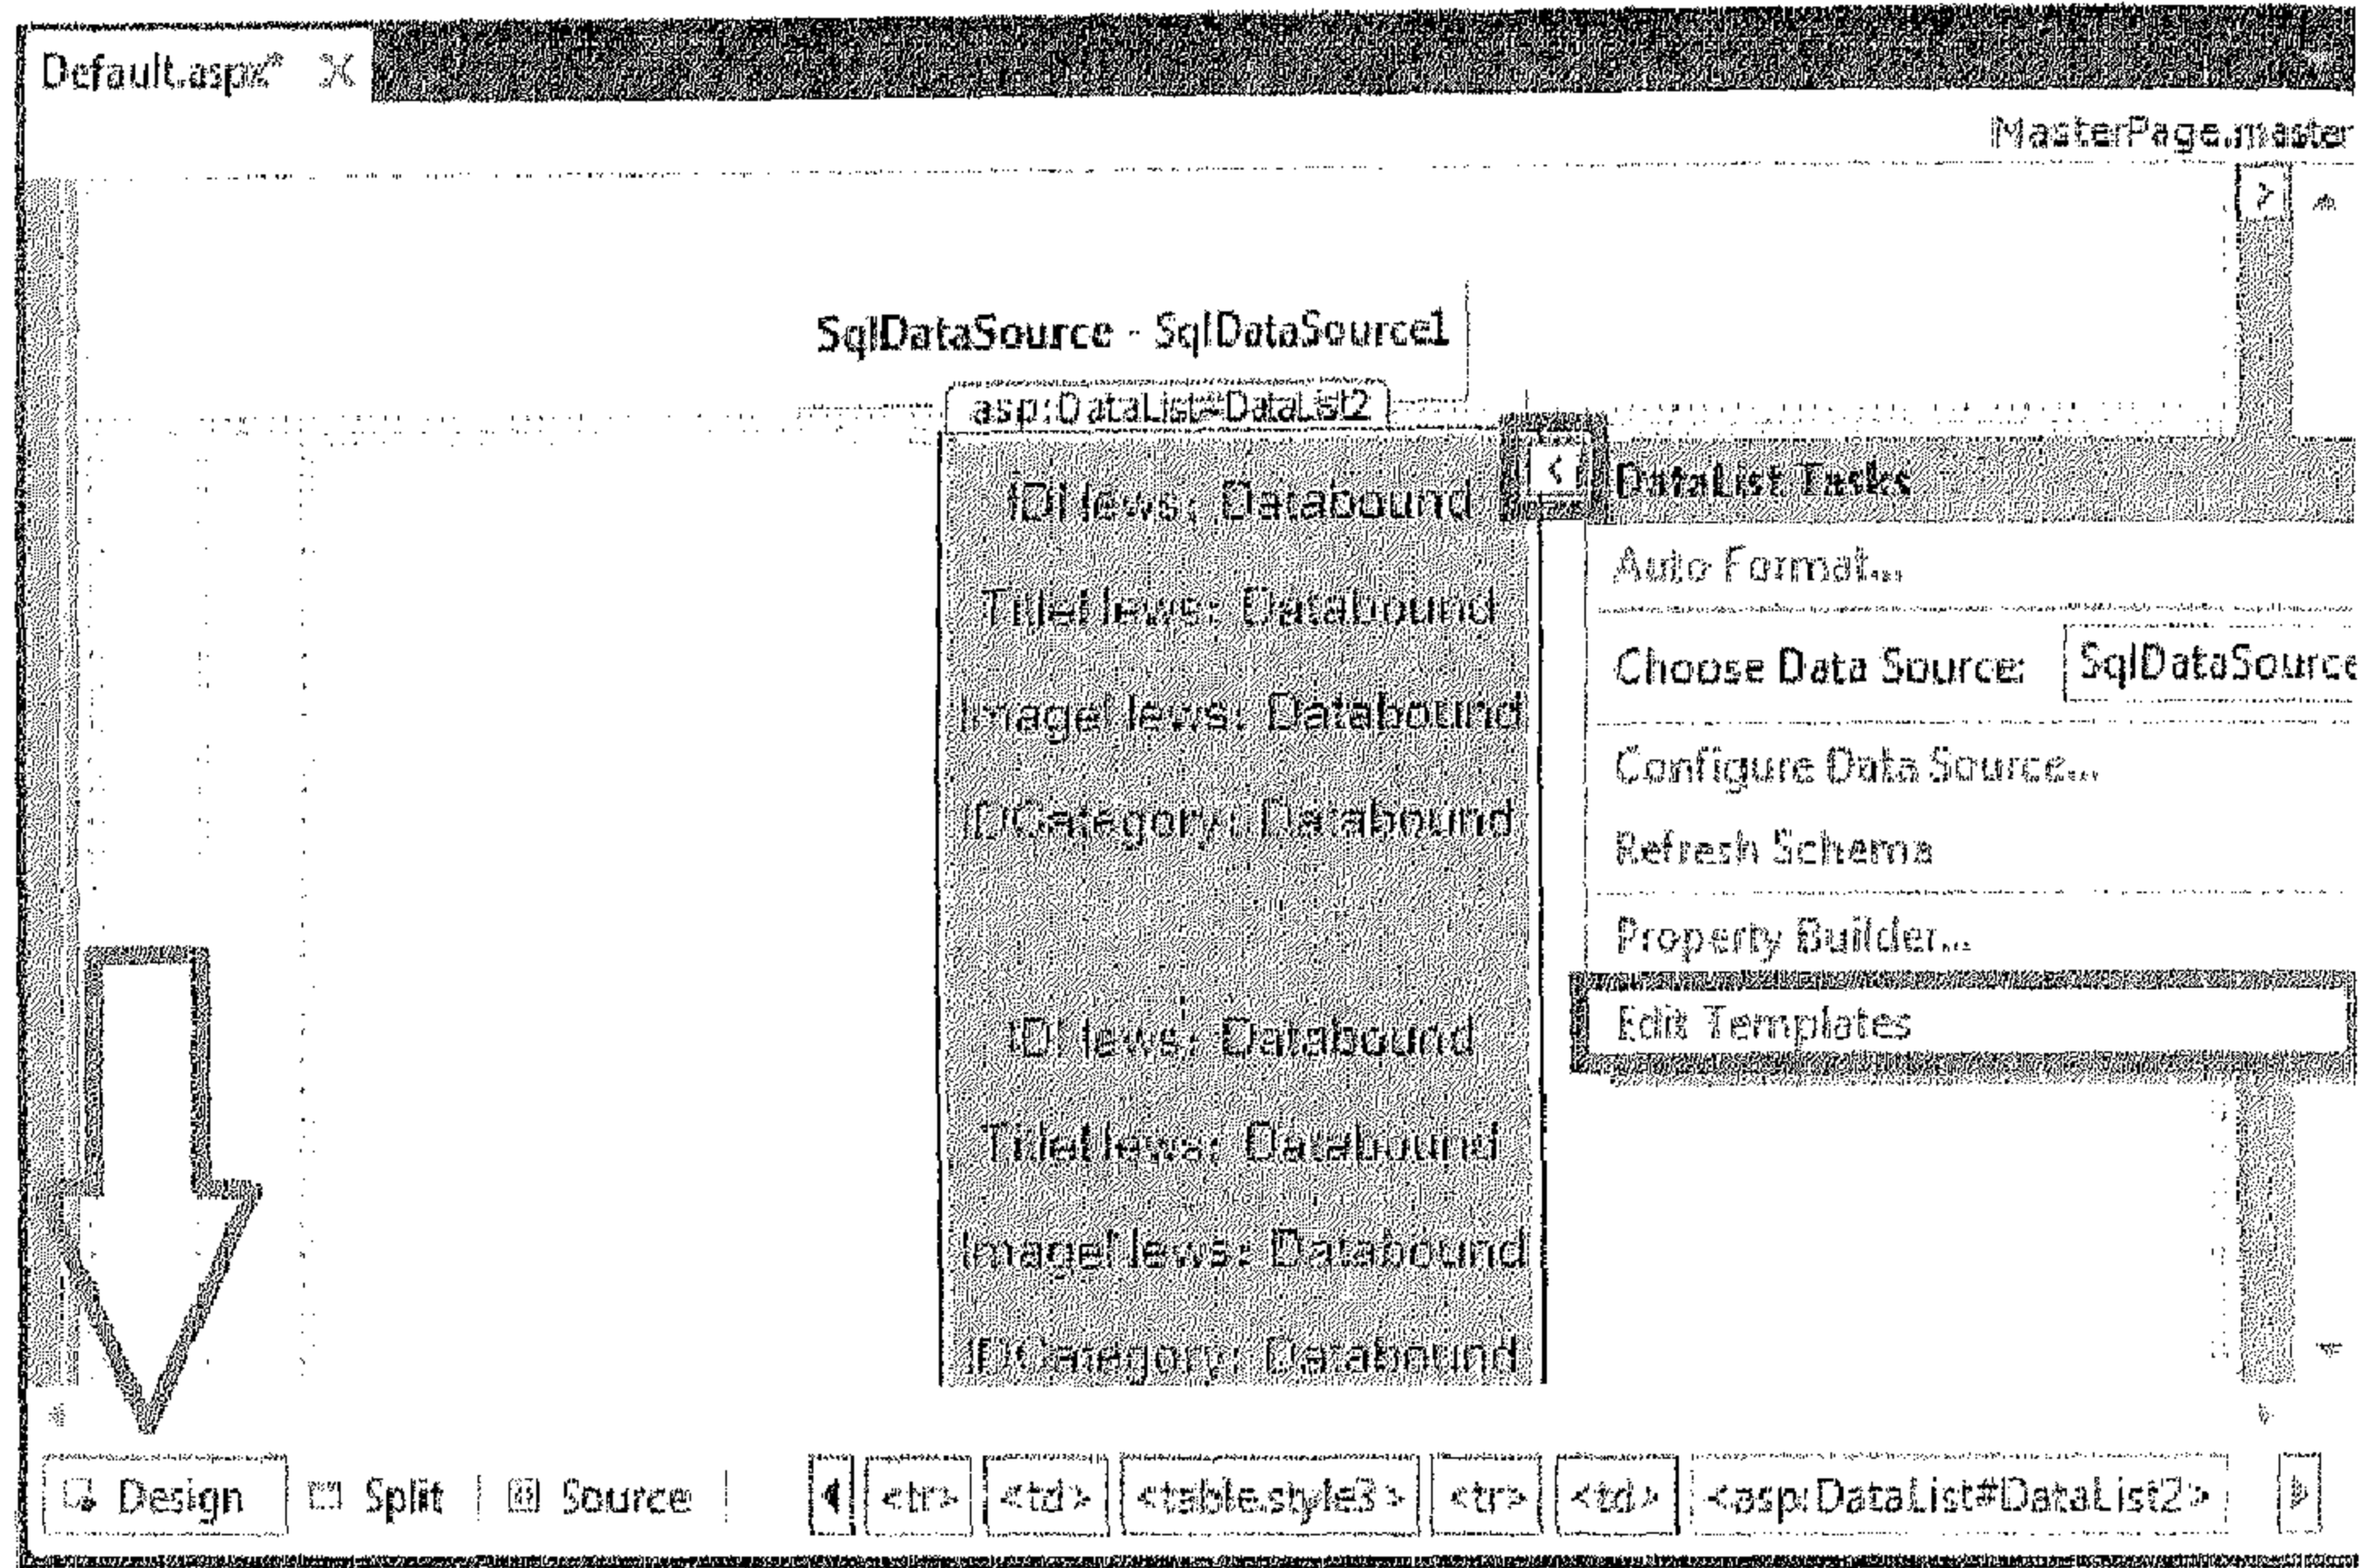 Default.aspx*
MasterPage.master
SqlDataSource - SqlDataSource1
asp:DataList#DataList2
IDNews: Databound
TitleNews: Databound
ImageNews: Databound
IDCategory: Databound
IDNews: Databound
TitleNews: Databound
ImageNews: Databound
IDCategory: Databound
DataList Tasks
Auto Format...
Choose Data Source: SqlDataSource
Configure Data Source...
Refresh Schema
Property Builder...
Edit Templates
Design Split Source <tr> <td> <table.style3> <tr> <td> <asp:DataList#DataList2>